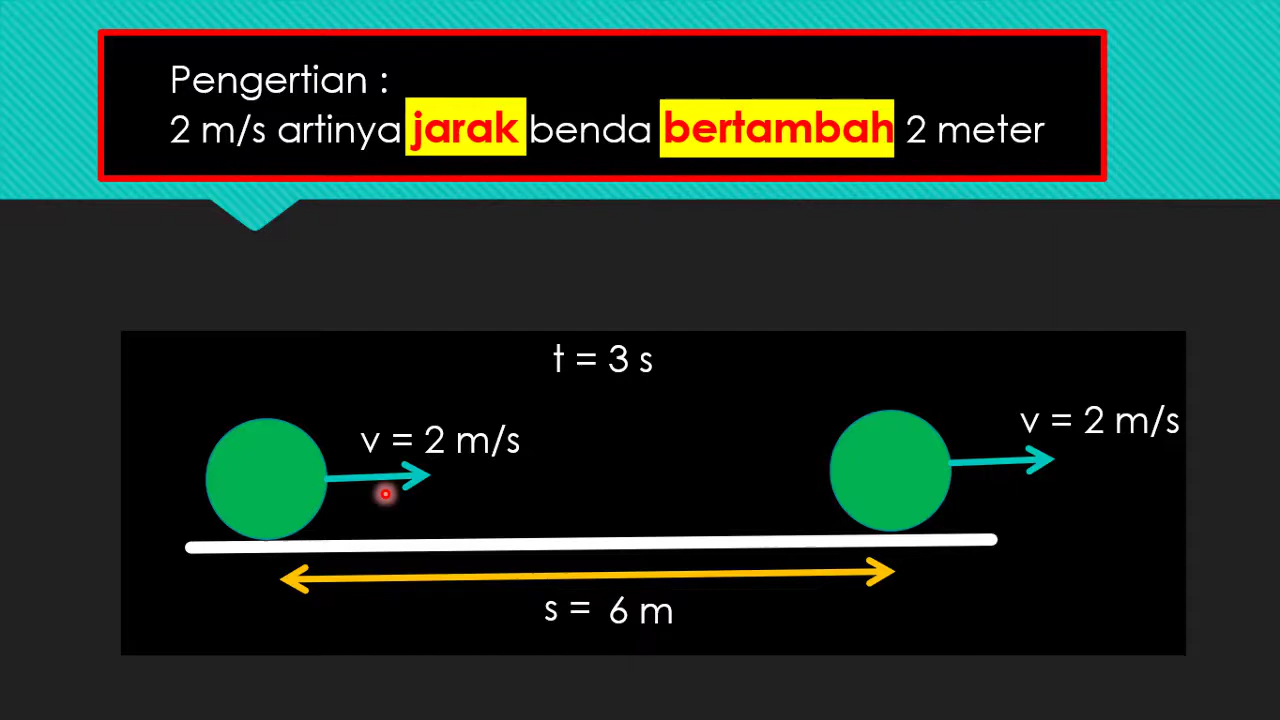 Pengertian :
2 m/s artinya jarak benda bertambah 2 meter
t = 3 s
v = 2 m/s
v = 2 m/s
s = 6 m